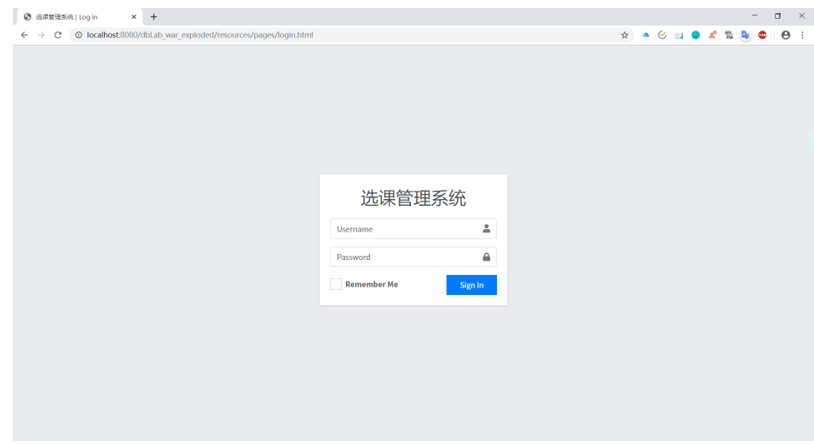 选课管理系统 | Log in
localhost:8080/dbLab_war_exploded/resources/pages/login.html
选课管理系统
Username
Password
Remember Me
Sign In